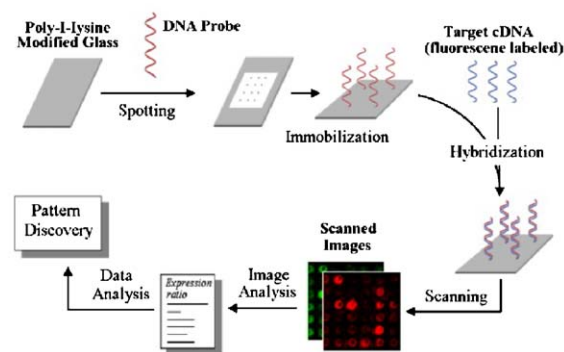 Poly-l-lysine
Modified Glass
DNA Probe
Target cDNA
(fluorescene labeled)
Spotting
Immobilization
Hybridization
Pattern
Discovery
Scanned
Images
Data
Analysis
Expression
ratio
Image
Analysis
Scanning